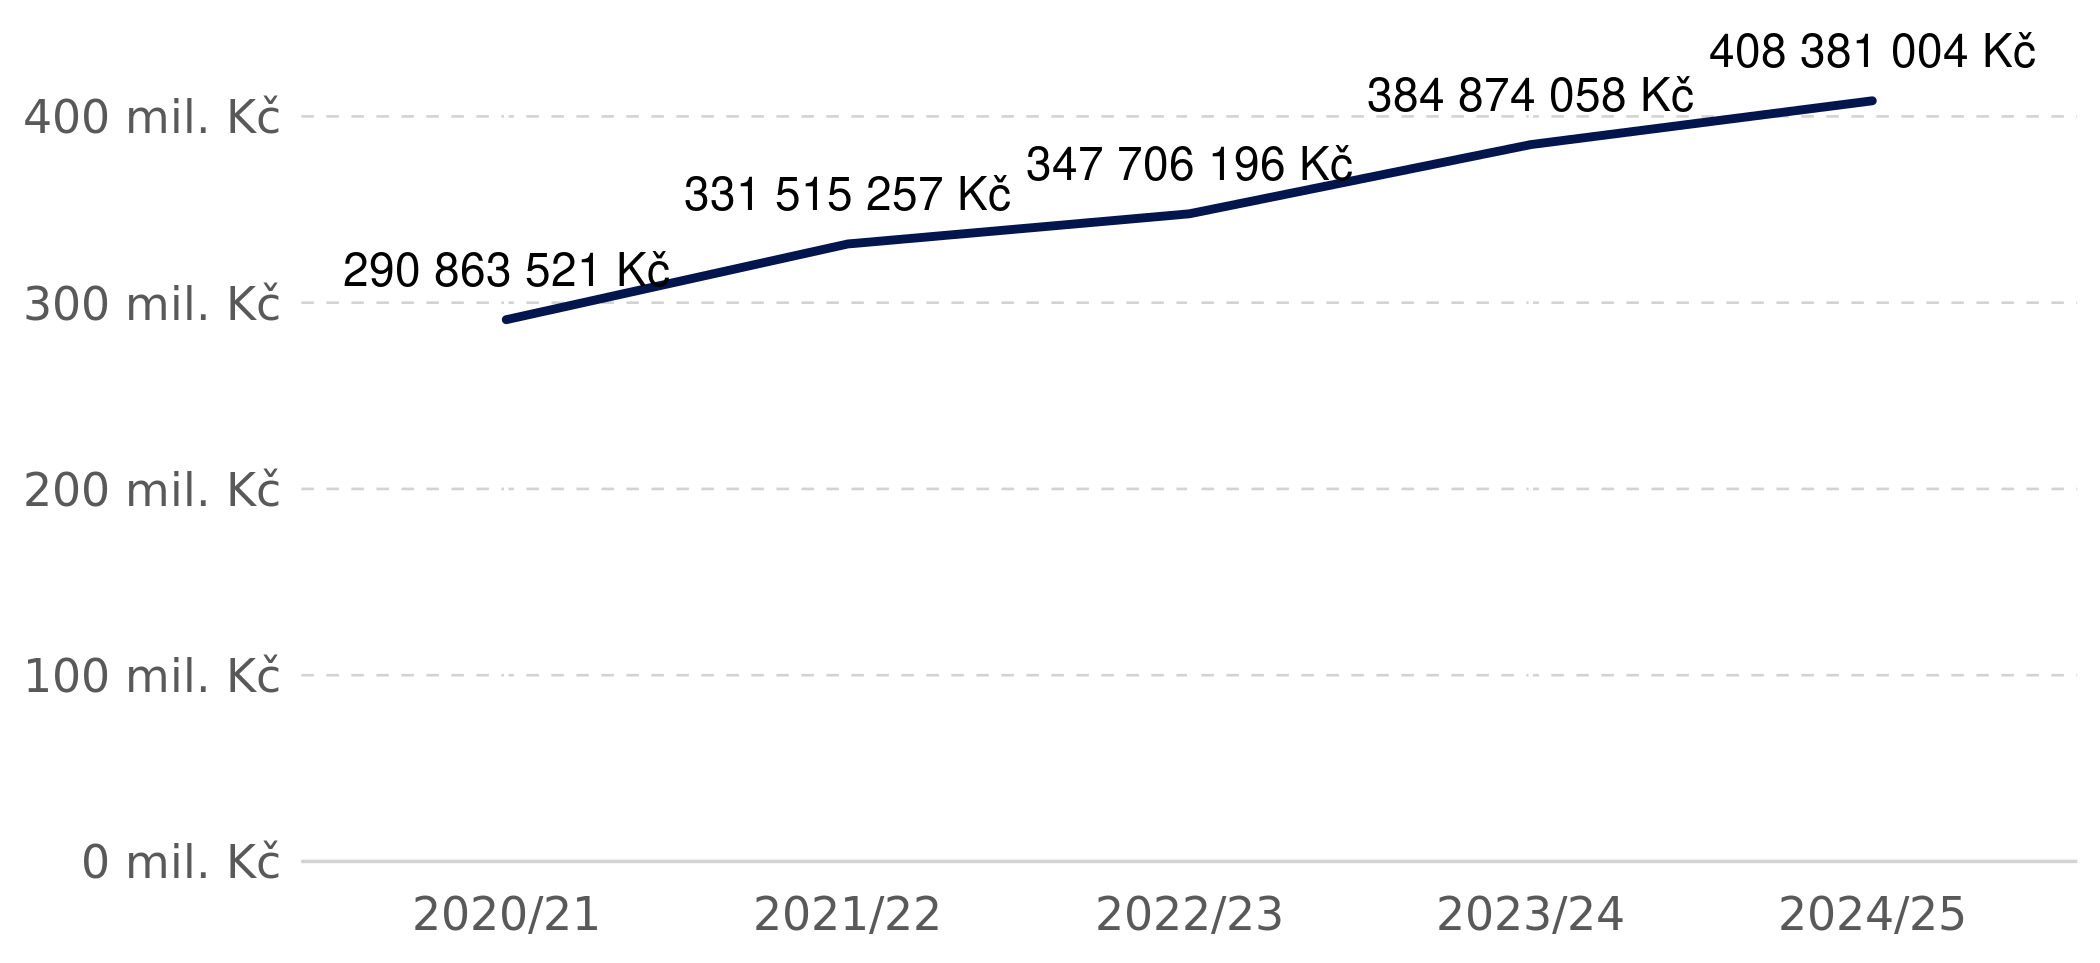 408 381 004 Kč
384 874 058 Kč
400 mil. Kč
347 706 196 Kč
331 515 257 Kč
290 863 521 Kč
300 mil. Kč
200 mil. Kč
100 mil. Kč
0 mil. Kč
2020/21 2021/22 2022/23 2023/24 2024/25